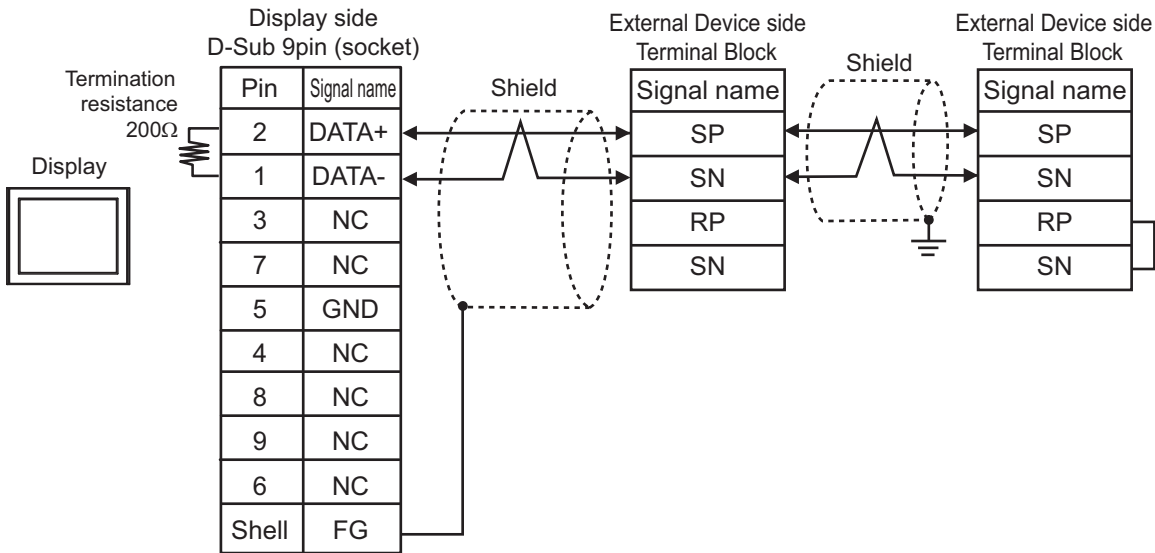 Display side
D-Sub 9pin (socket)
Termination
resistance
200Ω
Display
Pin Signal name
2 DATA+
1 DATA-
3 NC
7 NC
5 GND
4 NC
8 NC
9 NC
6 NC
Shell FG
Shield
External Device side
Terminal Block
Signal name
SP
SN
RP
SN
Shield
External Device side
Terminal Block
Signal name
SP
SN
RP
SN